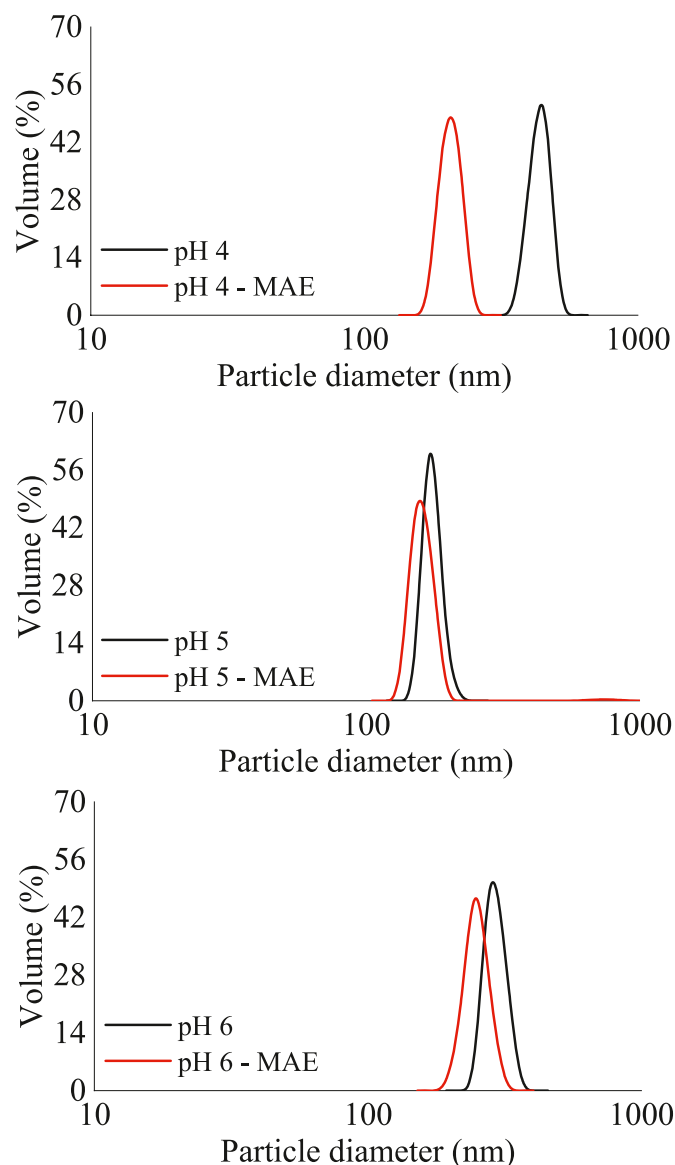 70
56
42
28
14
0
Volume (%)
pH 4
pH 4 - MAE
10
100
1000
Particle diameter (nm)
70
56
42
28
14
0
Volume (%)
pH 5
pH 5 - MAE
10
100
1000
Particle diameter (nm)
70
56
42
28
14
0
Volume (%)
pH 6
pH 6 - MAE
10
100
1000
Particle diameter (nm)